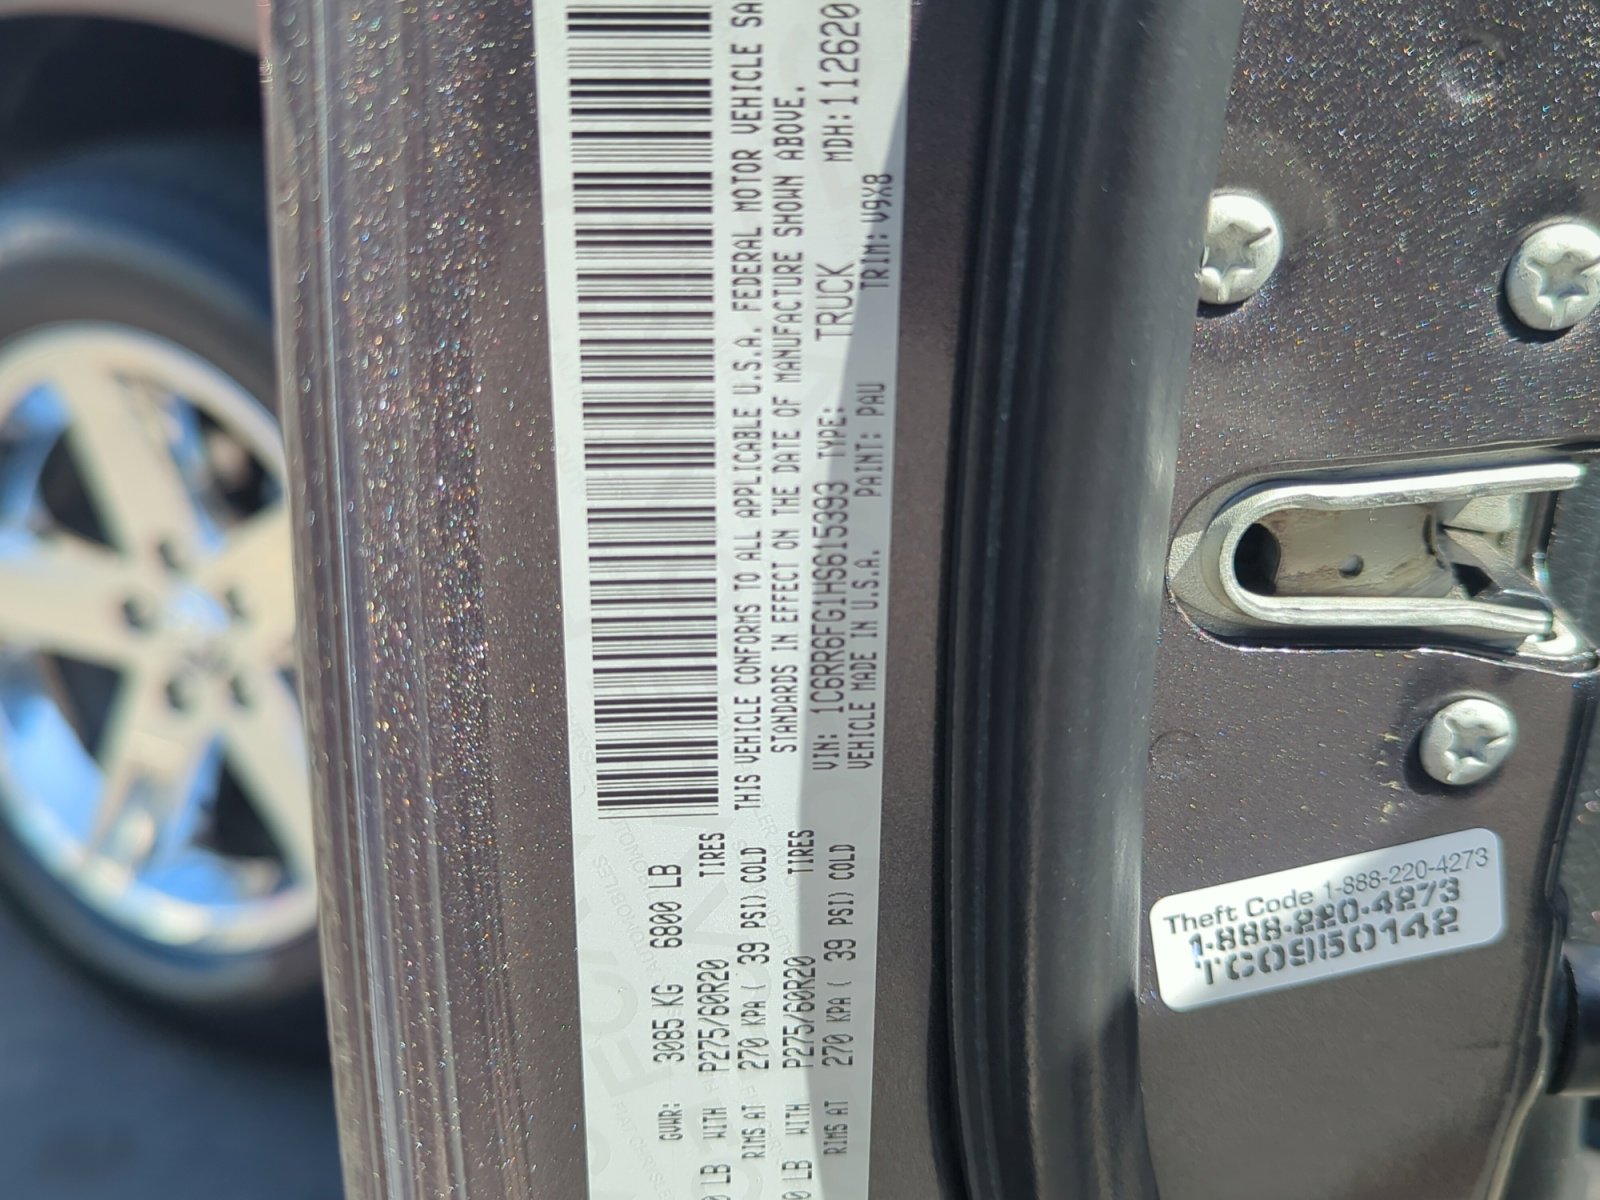 GVWR: 3085 KG 6800 LB
0 LB WITH P275/60R20 TIRES
RIMS AT 270 KPA ( 39 PSI) COLD
0 LB WITH P275/60R20 TIRES
RIMS AT 270 KPA ( 39 PSI) COLD
THIS VEHICLE CONFORMS TO ALL APPLICABLE U.S.A. FEDERAL MOTOR VEHICLE SA
STANDARDS IN EFFECT ON THE DATE OF MANUFACTURE SHOWN ABOVE.
VIN: 1C6RR6FG1HS615393 TYPE: TRUCK MDH: 112620
VEHICLE MADE IN U.S.A. PAINT: PAU TRIM: V9X8
Theft Code 1-888-220-4273
1-888-220-4273
TC0950142